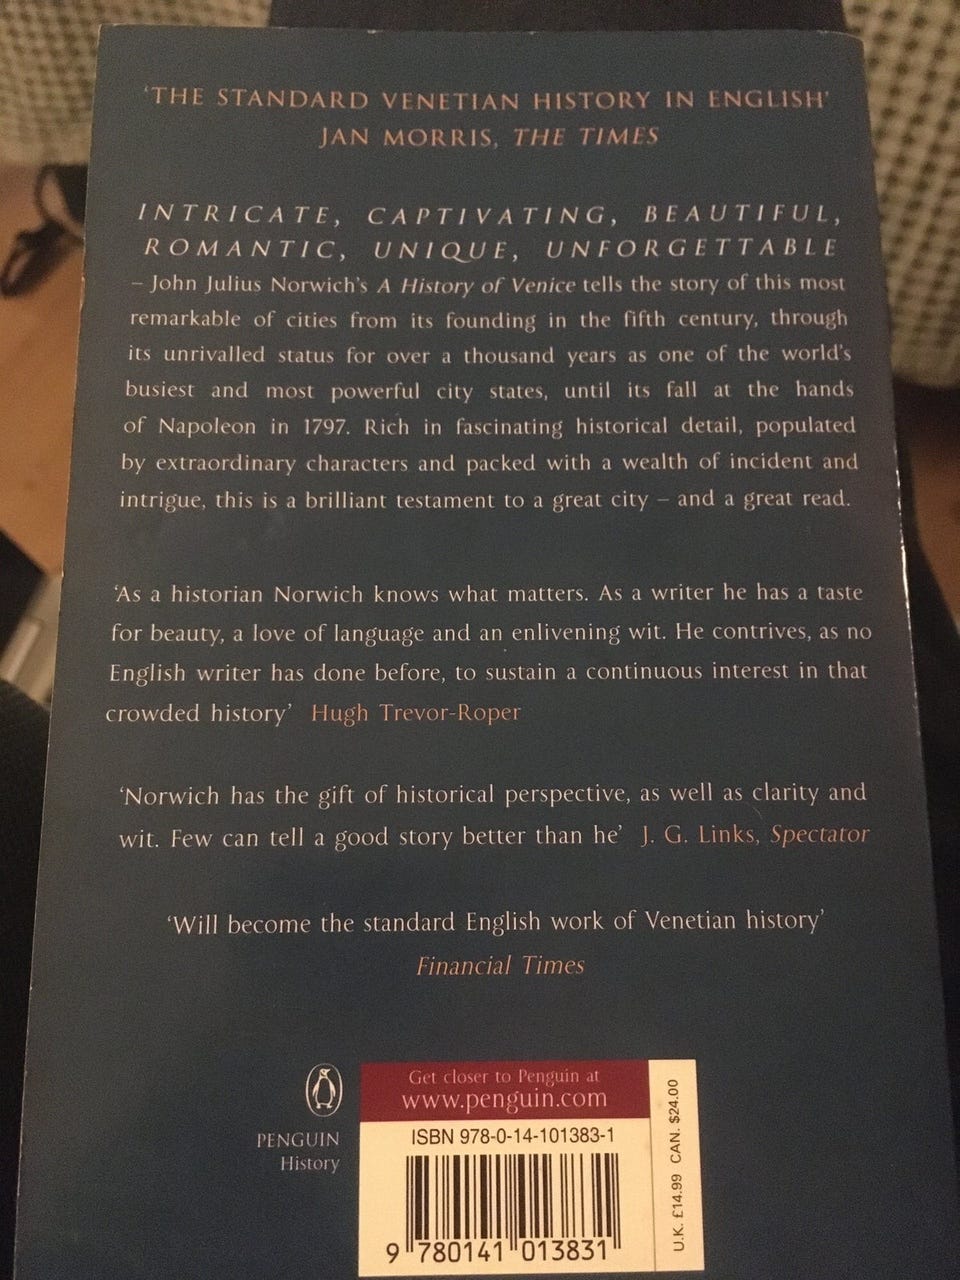 'THE STANDARD VENETIAN HISTORY IN ENGLISH'
JAN MORRIS, THE TIMES
INTRICATE, CAPTIVATING, BEAUTIFUL,
ROMANTIC, UNIQUE, UNFORGETTABLE
– John Julius Norwich's A History of Venice tells the story of this most
remarkable of cities from its founding in the fifth century, through
its unrivalled status for over a thousand years as one of the world's
busiest and most powerful city states, until its fall at the hands
of Napoleon in 1797. Rich in fascinating historical detail, populated
by extraordinary characters and packed with a wealth of incident and
intrigue, this is a brilliant testament to a great city – and a great read.
'As a historian Norwich knows what matters. As a writer he has a taste
for beauty, a love of language and an enlivening wit. He contrives, as no
English writer has done before, to sustain a continuous interest in that
crowded history' Hugh Trevor-Roper
'Norwich has the gift of historical perspective, as well as clarity and
wit. Few can tell a good story better than he' J. G. Links, Spectator
'Will become the standard English work of Venetian history'
Financial Times
PENGUIN
History
Get closer to Penguin at
www.penguin.com
ISBN 978-0-14-101383-1
9 780141 013831
U.K. £14.99 CAN. $24.00